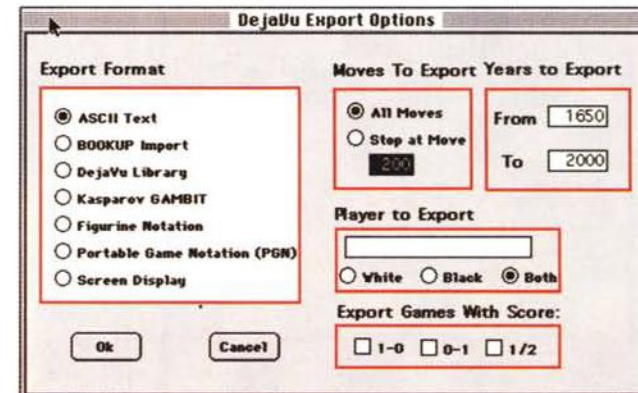 DejaVu Export Options
Export Format
ASCII Text
BOOKUP Import
DejaVu Library
Kasparov GAMBIT
Figurine Notation
Portable Game Notation (PGN)
Screen Display
Ok
Cancel
Moves To Export
All Moves
Stop at Move
200
Years to Export
From 1650
To 2000
Player to Export
White Black Both
Export Games With Score:
1-0 0-1 1/2